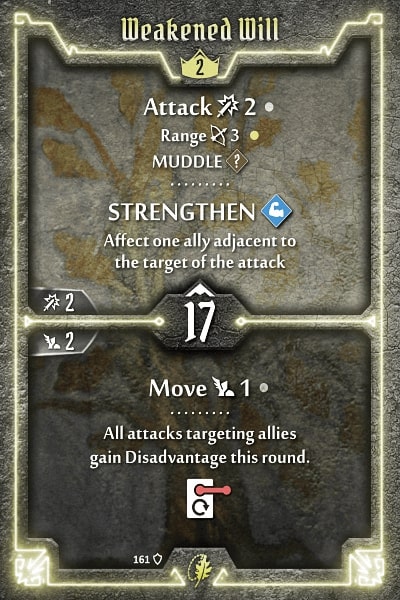 Weakened Will
2
Attack 2
Range 3
MUDDLE ?
STRENGTHEN
Affect one ally adjacent to
the target of the attack
2
17
2
Move 1
All attacks targeting allies
gain Disadvantage this round.
161